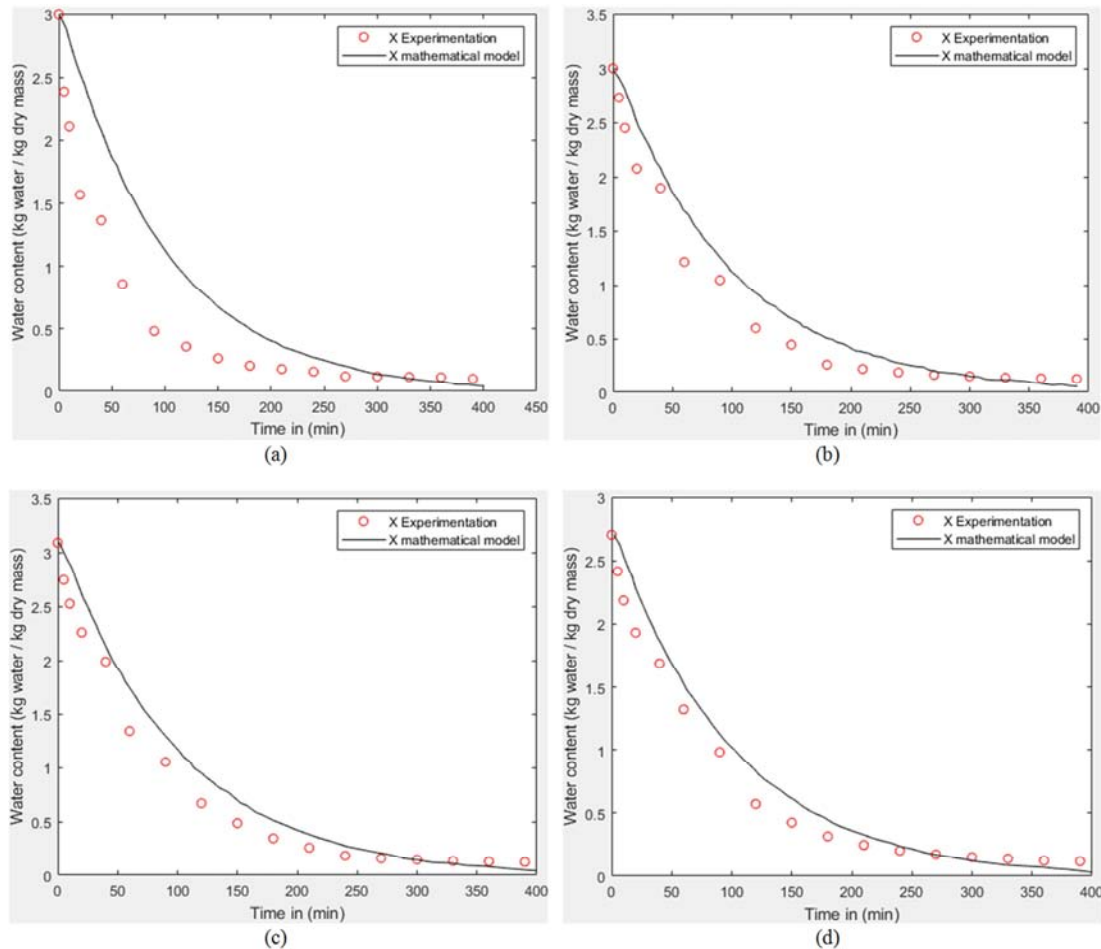 X Experimentation
X mathematical model
Water content (kg water / kg dry mass)
3
2.5
2
1.5
1
0.5
0
0 50 100 150 200 250 300 350 400 450
Time in (min)
(a)
X Experimentation
X mathematical model
Water content (kg water / kg dry mass)
3.5
3
2.5
2
1.5
1
0.5
0
0 50 100 150 200 250 300 350 400
Time in (min)
(b)
X Experimentation
X mathematical model
Water content (kg water / kg dry mass)
3.5
3
2.5
2
1.5
1
0.5
0
0 50 100 150 200 250 300 350 400
Time in (min)
(c)
X Experimentation
X mathematical model
Water content (kg water / kg dry mass)
3
2.5
2
1.5
1
0.5
0
0 50 100 150 200 250 300 350 400
Time in (min)
(d)